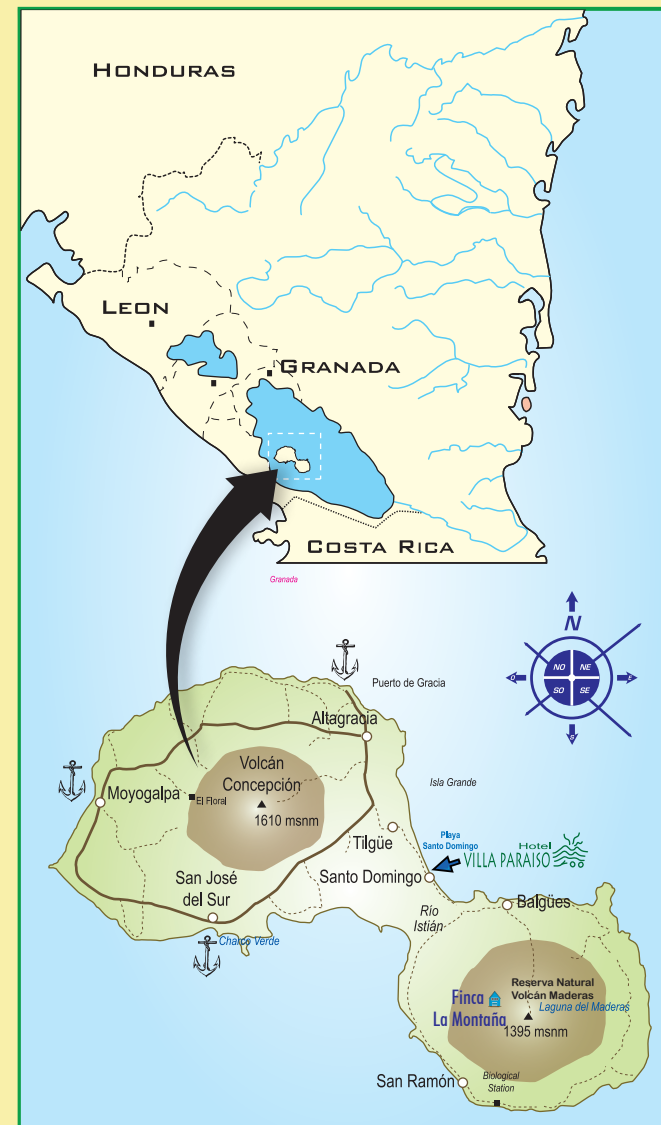 HONDURAS
LEON
GRANADA
COSTA RICA
Granada
N
NO NE
O E
SO SE
S
Puerto de Gracia
Altagracia
Volcán
Concepción
1610 msnm
Isla Grande
Moyogalpa
El Floral
Tilgüe
Playa
Santo Domingo
Hotel
VILLA PARAISO
San José
del Sur
Santo Domingo
Charco Verde
Río
Istián
Balgües
Reserva Natural
Volcán Maderas
Laguna del Maderas
Finca
La Montaña
1395 msnm
San Ramón
Biological
Station